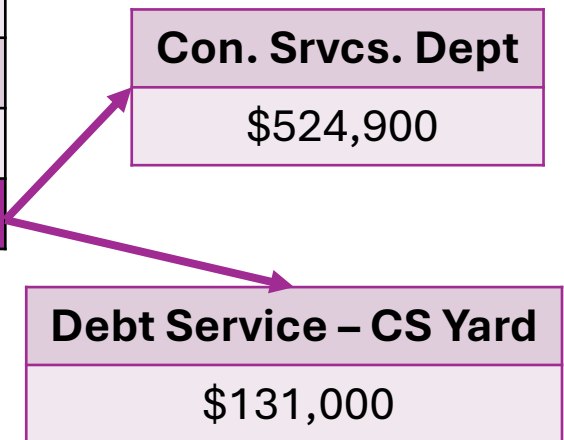 Con. Srvcs. Dept
$524,900
Debt Service – CS Yard
$131,000